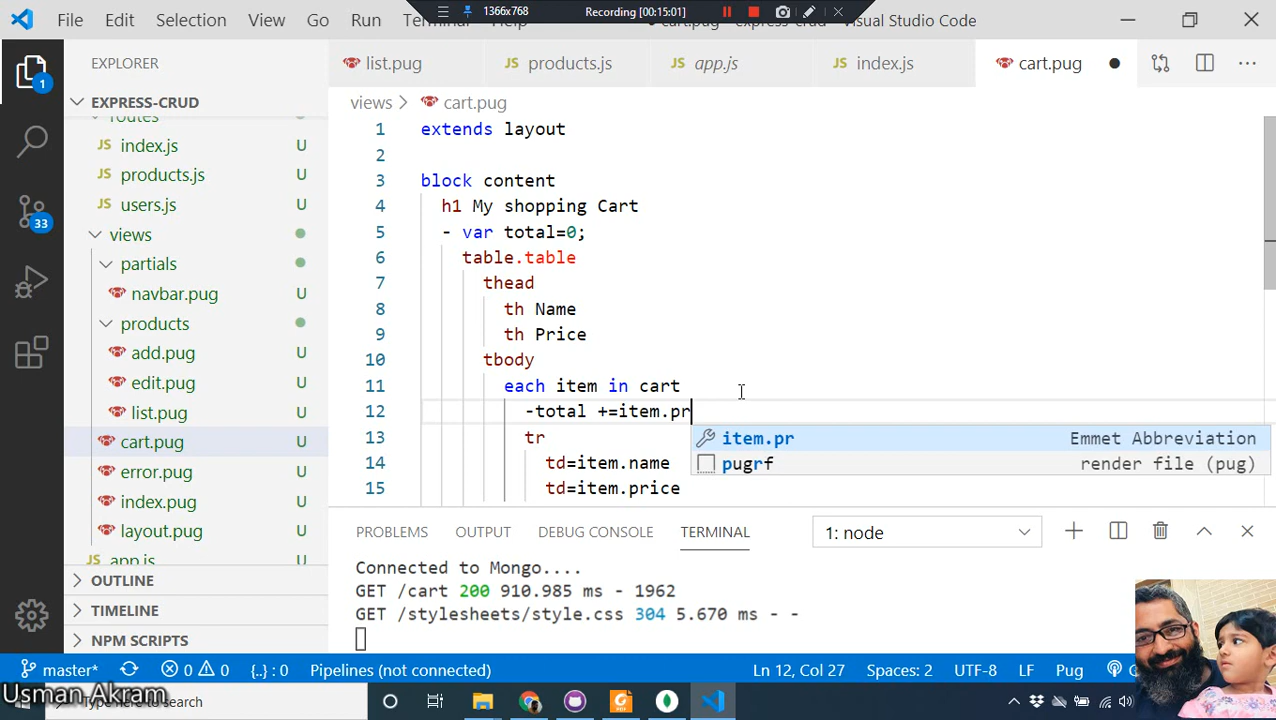 1366x768
Recording [00:15:01]
File Edit Selection View Go Run Terminal
Visual Studio Code
EXPLORER
list.pug
products.js
app.js
index.js
cart.pug
EXPRESS-CRUD
views > cart.pug
routes
index.js U
products.js U
users.js U
views
partials
navbar.pug U
products
add.pug U
edit.pug U
list.pug U
cart.pug U
error.pug U
index.pug U
layout.pug U
app.js
OUTLINE
TIMELINE
NPM SCRIPTS
1
33
1 extends layout
2
3 block content
4 h1 My shopping Cart
5 - var total=0;
6 table.table
7 thead
8 th Name
9 th Price
10 tbody
11 each item in cart
12 -total +=item.pr
13 tr
14 td=item.name
15 td=item.price
item.pr Emmet Abbreviation
pugrf render file (pug)
PROBLEMS OUTPUT DEBUG CONSOLE TERMINAL 1: node
Connected to Mongo....
GET /cart 200 910.985 ms - 1962
GET /stylesheets/style.css 304 5.670 ms - -
master* 0 0 {..} : 0 Pipelines (not connected) Ln 12, Col 27 Spaces: 2 UTF-8 LF Pug
Usman Akram
Type here to search